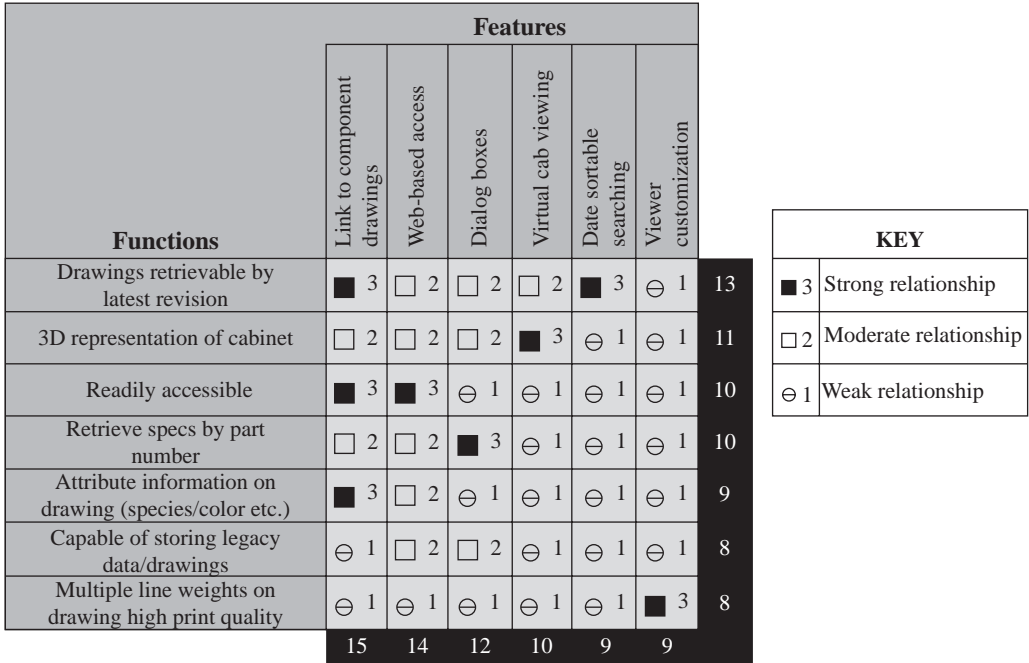 Features
Functions
Link to component
drawings
Web-based access
Dialog boxes
Virtual cab viewing
Date sortable
searching
Viewer
customization
Drawings retrievable by
latest revision
3 2 2 2 3 1 13
3D representation of cabinet 2 2 2 3 1 1 11
Readily accessible 3 3 1 1 1 1 10
Retrieve specs by part
number
2 2 3 1 1 1 10
Attribute information on
drawing (species/color etc.)
3 2 1 1 1 1 9
Capable of storing legacy
data/drawings
1 2 2 1 1 1 8
Multiple line weights on
drawing high print quality
1 1 1 1 1 3 8
15 14 12 10 9 9
KEY
3 Strong relationship
2 Moderate relationship
1 Weak relationship